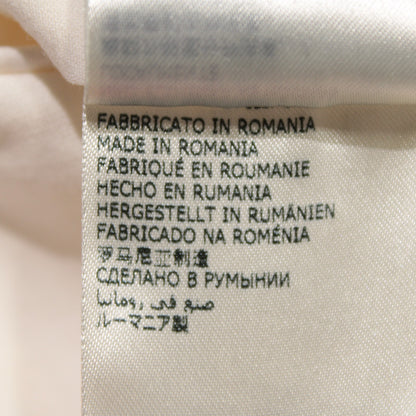 FABBRICATO IN ROMANIA
MADE IN ROMANIA
FABRIQUÉ EN ROUMANIE
HECHO EN RUMANIA
HERGESTELLT IN RUMÄNIEN
FABRICADO NA ROMÉNIA
罗马尼亚制造
СДЕЛАНО В РУМЫНИИ
صنع في رومانيا
ルーマニア製